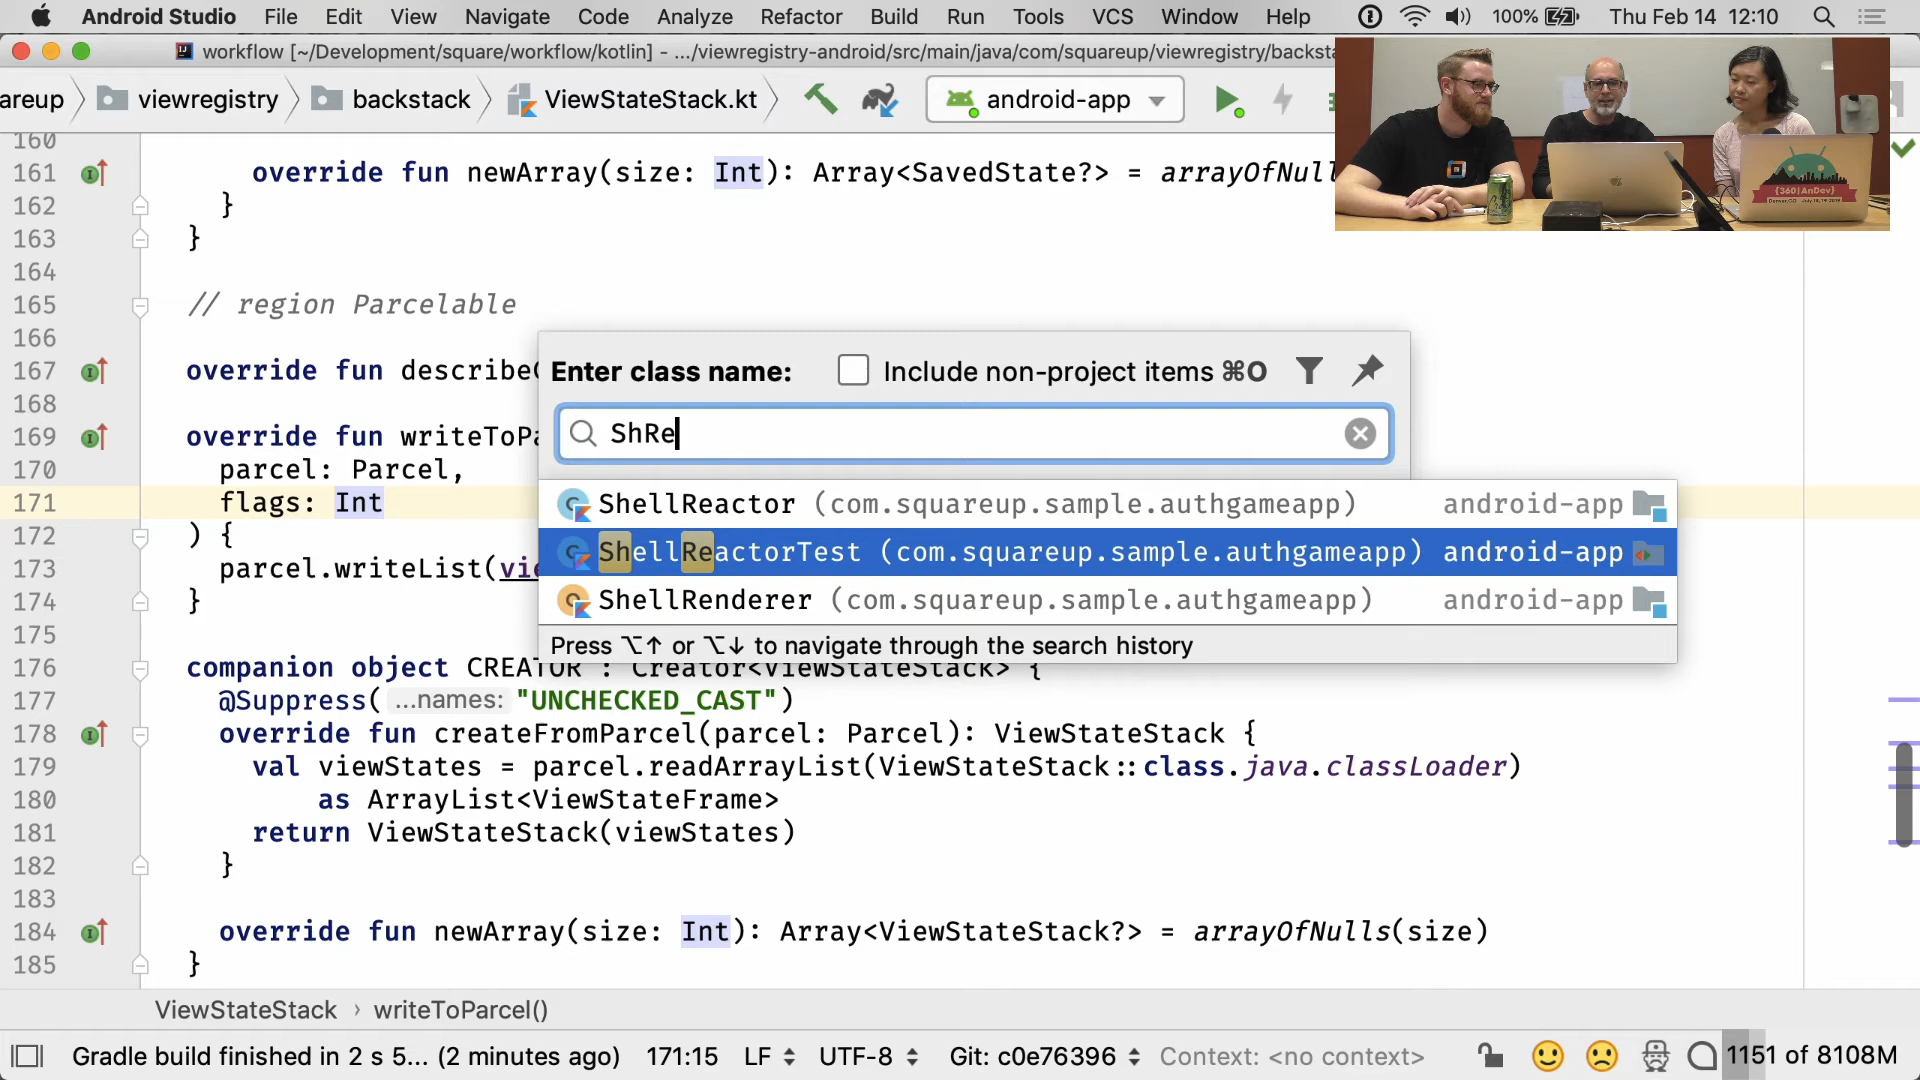 Android Studio File Edit View Navigate Code Analyze Refactor Build Run Tools VCS Window Help 100% Thu Feb 14 12:10
workflow [~/Development/square/workflow/kotlin] - .../viewregistry-android/src/main/java/com/squareup/viewregistry/backsta
areup viewregistry backstack ViewStateStack.kt android-app
{360|AnDev}
160
161 override fun newArray(size: Int): Array<SavedState?> = arrayOfNull
162 }
163 }
164
165 // region Parcelable
166
167 override fun describe
168
169 override fun writeToPa
170 parcel: Parcel,
171 flags: Int
172 ) {
173 parcel.writeList(vie
174 }
175
176 companion object CREATOR : Creator<ViewStateStack> {
177 @Suppress( ...names: "UNCHECKED_CAST")
178 override fun createFromParcel(parcel: Parcel): ViewStateStack {
179 val viewStates = parcel.readArrayList(ViewStateStack::class.java.classLoader)
180 as ArrayList<ViewStateFrame>
181 return ViewStateStack(viewStates)
182 }
183
184 override fun newArray(size: Int): Array<ViewStateStack?> = arrayOfNulls(size)
185 }
Enter class name: Include non-project items ⌘O
ShRe
ShellReactor (com.squareup.sample.authgameapp) android-app
ShellReactorTest (com.squareup.sample.authgameapp) android-app
ShellRenderer (com.squareup.sample.authgameapp) android-app
Press ⌥↑ or ⌥↓ to navigate through the search history
ViewStateStack › writeToParcel()
Gradle build finished in 2 s 5... (2 minutes ago) 171:15 LF UTF-8 Git: c0e76396 Context: <no context> 1151 of 8108M